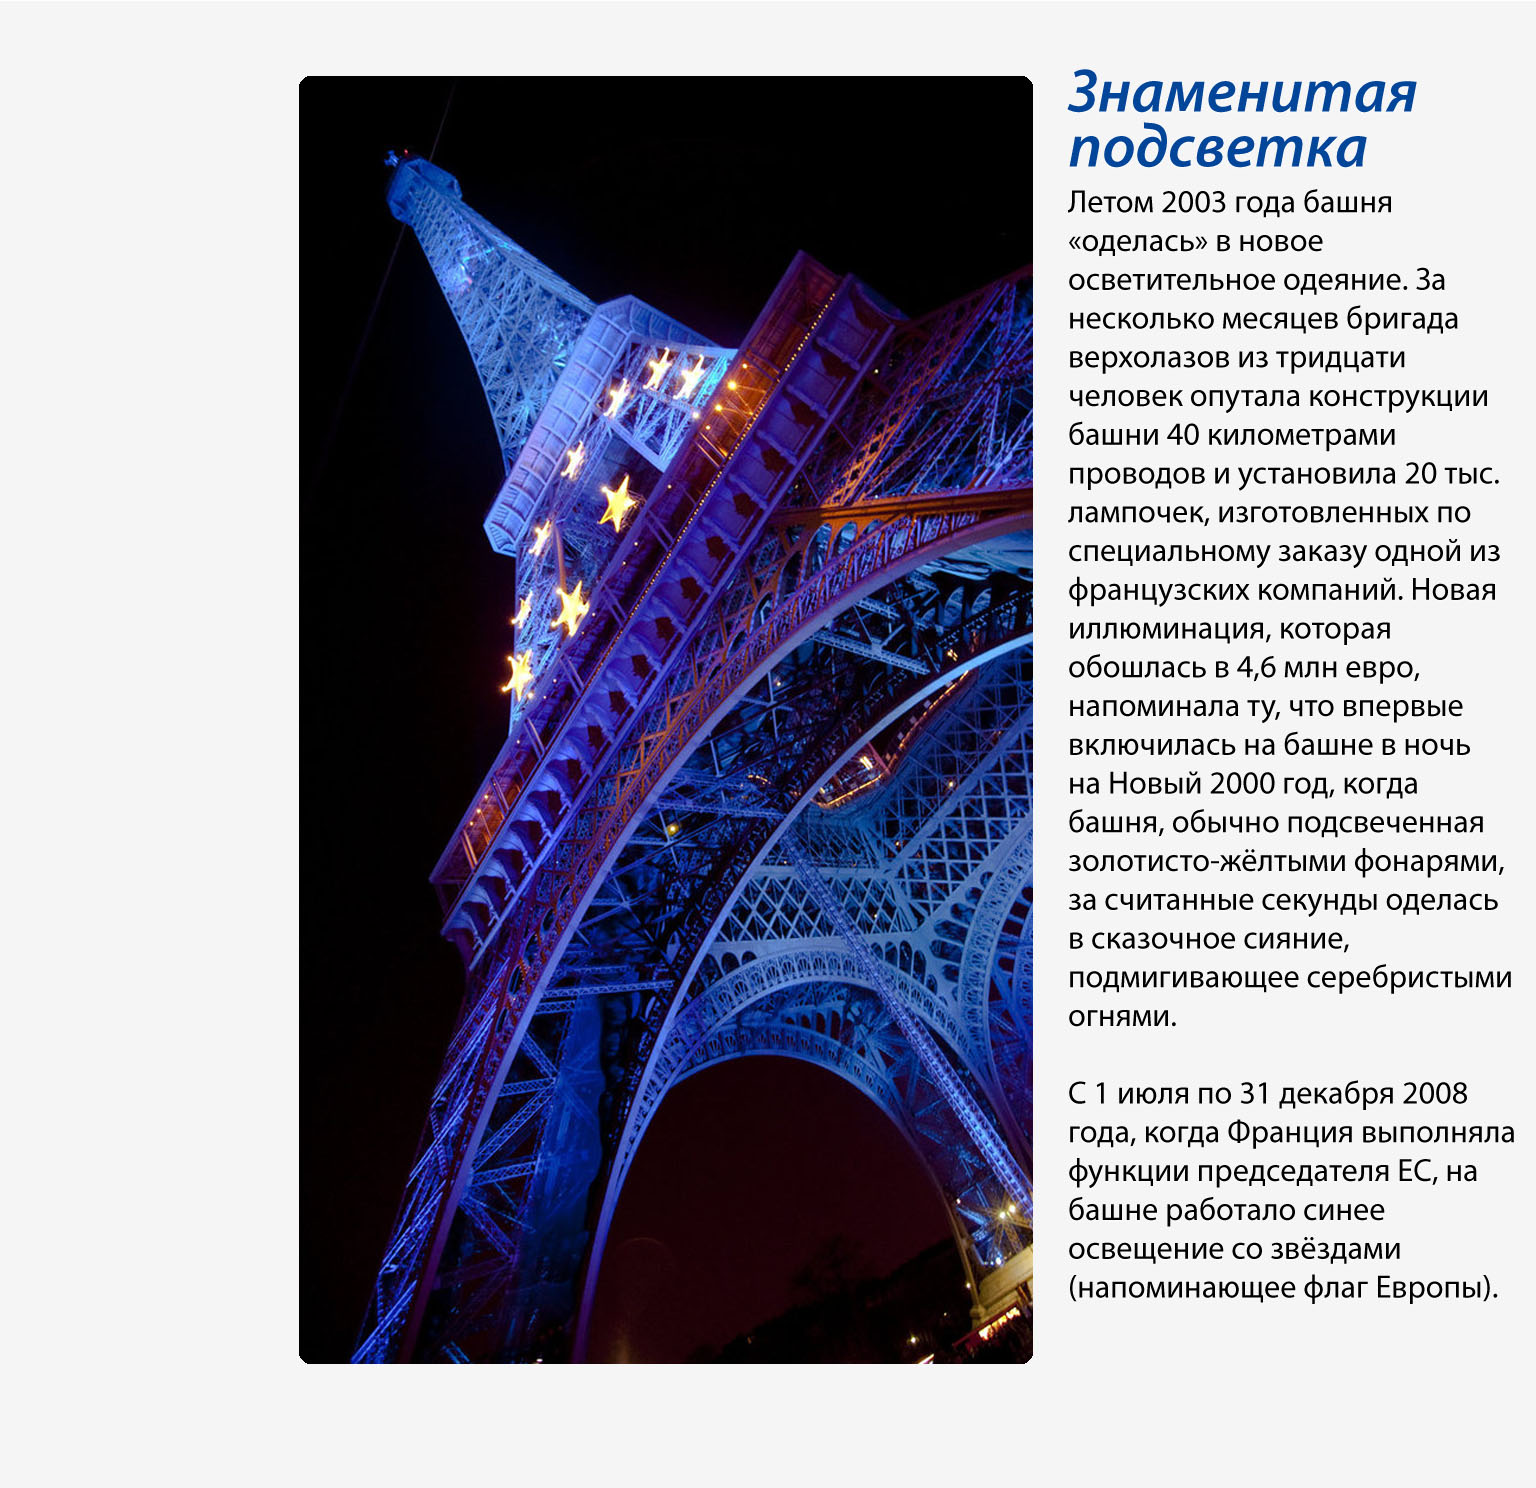 Знаменитая
подсветка
Летом 2003 года башня
«оделась» в новое
осветительное одеяние. За
несколько месяцев бригада
верхолазов из тридцати
человек опутала конструкции
башни 40 километрами
проводов и установила 20 тыс.
лампочек, изготовленных по
специальному заказу одной из
французских компаний. Новая
иллюминация, которая
обошлась в 4,6 млн евро,
напоминала ту, что впервые
включилась на башне в ночь
на Новый 2000 год, когда
башня, обычно подсвеченная
золотисто-жёлтыми фонарями,
за считанные секунды оделась
в сказочное сияние,
подмигивающее серебристыми
огнями.
С 1 июля по 31 декабря 2008
года, когда Франция выполняла
функции председателя ЕС, на
башне работало синее
освещение со звёздами
(напоминающее флаг Европы).